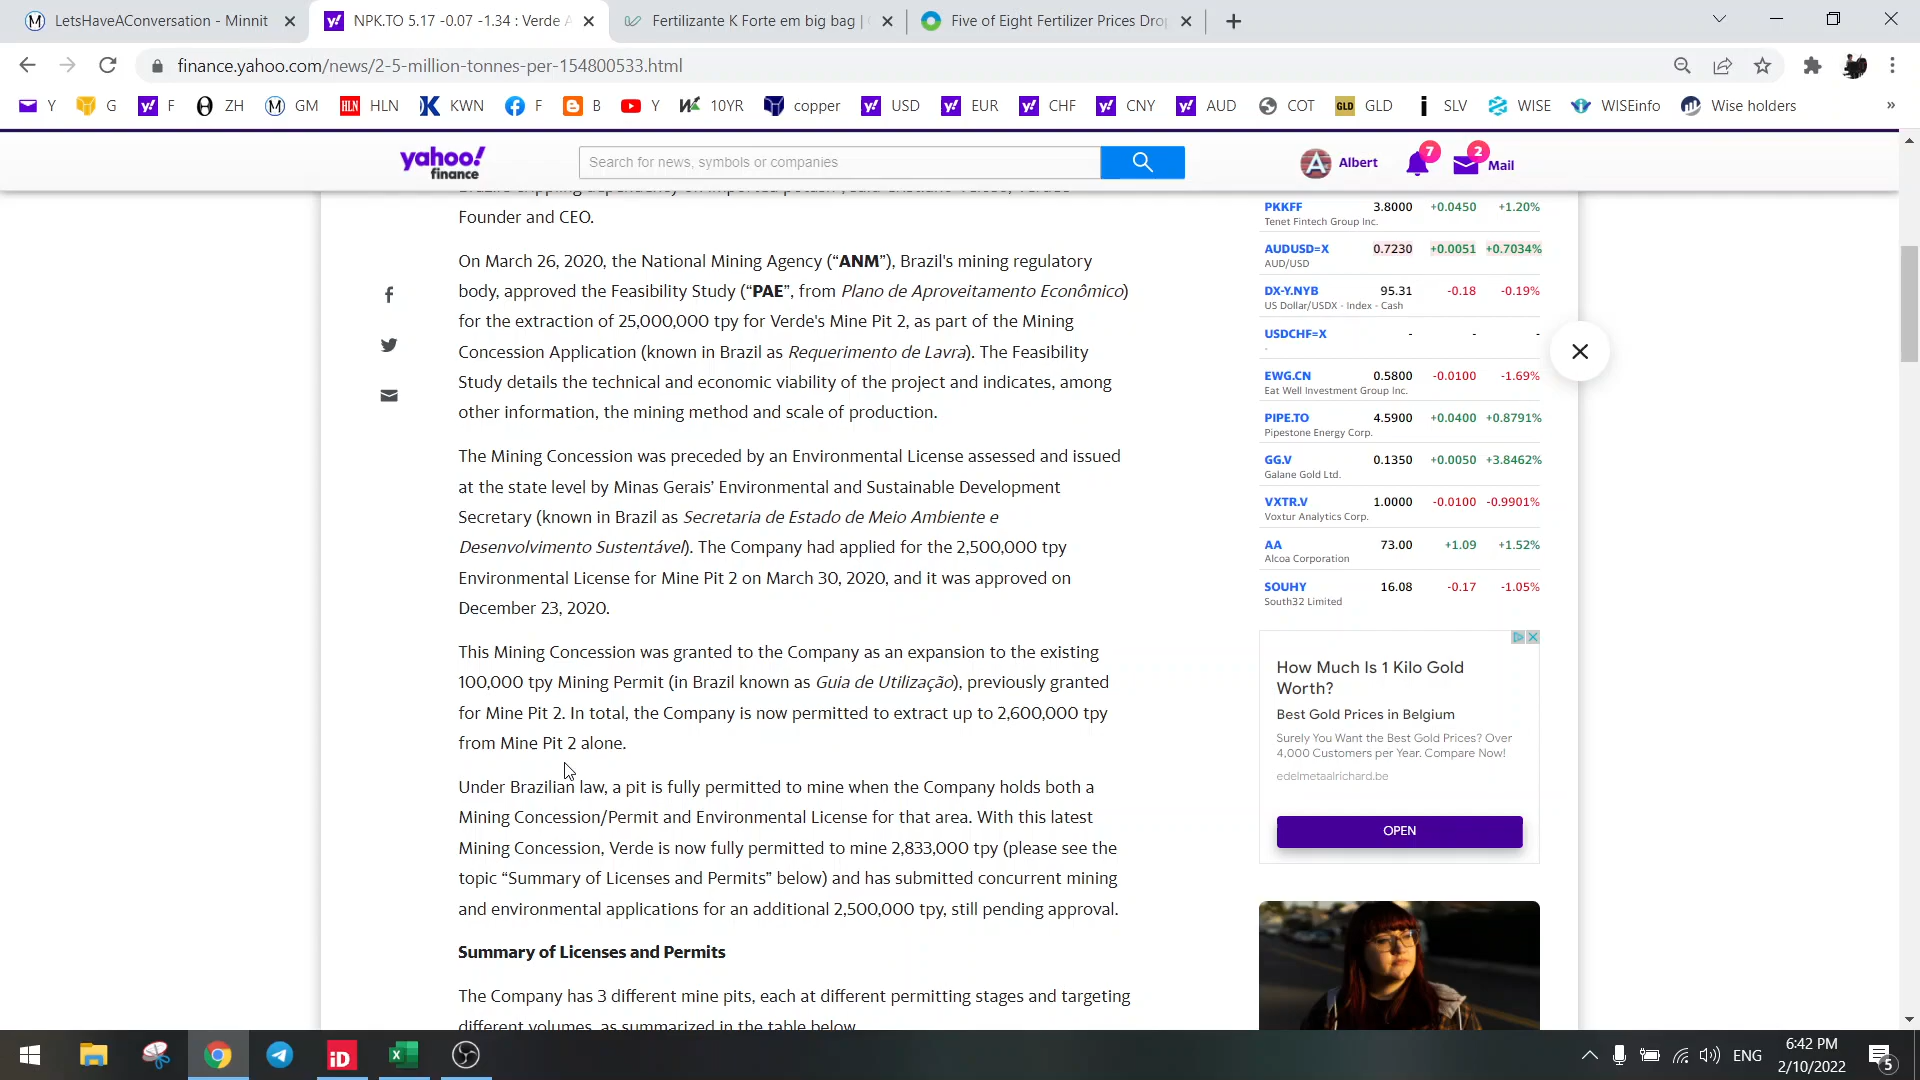 LetsHaveAConversation - Minnit
NPK.TO 5.17 -0.07 -1.34 : Verde A
Fertilizante K Forte em big bag |
Five of Eight Fertilizer Prices Dro
finance.yahoo.com/news/2-5-million-tonnes-per-154800533.html
Y G F ZH GM HLN KWN F B Y 10YR copper USD EUR CHF CNY AUD COT GLD SLV WISE WISEinfo Wise holders »
yahoo!
finance
Search for news, symbols or companies
Albert
7
2
Mail
Founder and CEO.
On March 26, 2020, the National Mining Agency (“ANM”), Brazil's mining regulatory
body, approved the Feasibility Study (“PAE”, from Plano de Aproveitamento Econômico)
for the extraction of 25,000,000 tpy for Verde's Mine Pit 2, as part of the Mining
Concession Application (known in Brazil as Requerimento de Lavra). The Feasibility
Study details the technical and economic viability of the project and indicates, among
other information, the mining method and scale of production.
The Mining Concession was preceded by an Environmental License assessed and issued
at the state level by Minas Gerais’ Environmental and Sustainable Development
Secretary (known in Brazil as Secretaria de Estado de Meio Ambiente e
Desenvolvimento Sustentável). The Company had applied for the 2,500,000 tpy
Environmental License for Mine Pit 2 on March 30, 2020, and it was approved on
December 23, 2020.
This Mining Concession was granted to the Company as an expansion to the existing
100,000 tpy Mining Permit (in Brazil known as Guia de Utilização), previously granted
for Mine Pit 2. In total, the Company is now permitted to extract up to 2,600,000 tpy
from Mine Pit 2 alone.
Under Brazilian law, a pit is fully permitted to mine when the Company holds both a
Mining Concession/Permit and Environmental License for that area. With this latest
Mining Concession, Verde is now fully permitted to mine 2,833,000 tpy (please see the
topic “Summary of Licenses and Permits” below) and has submitted concurrent mining
and environmental applications for an additional 2,500,000 tpy, still pending approval.
Summary of Licenses and Permits
The Company has 3 different mine pits, each at different permitting stages and targeting
different volumes, as summarized in the table below.
PKKFF 3.8000 +0.0450 +1.20%
Tenet Fintech Group Inc.
AUDUSD=X 0.7230 +0.0051 +0.7034%
AUD/USD
DX-Y.NYB 95.31 -0.18 -0.19%
US Dollar/USDX - Index - Cash
USDCHF=X - - -
-
EWG.CN 0.5800 -0.0100 -1.69%
Eat Well Investment Group Inc.
PIPE.TO 4.5900 +0.0400 +0.8791%
Pipestone Energy Corp.
GG.V 0.1350 +0.0050 +3.8462%
Galane Gold Ltd.
VXTR.V 1.0000 -0.0100 -0.9901%
Voxtur Analytics Corp.
AA 73.00 +1.09 +1.52%
Alcoa Corporation
SOUHY 16.08 -0.17 -1.05%
South32 Limited
How Much Is 1 Kilo Gold
Worth?
Best Gold Prices in Belgium
Surely You Want the Best Gold Prices? Over
4,000 Customers per Year. Compare Now!
edelmetaalrichard.be
OPEN
ENG
6:42 PM
2/10/2022
5